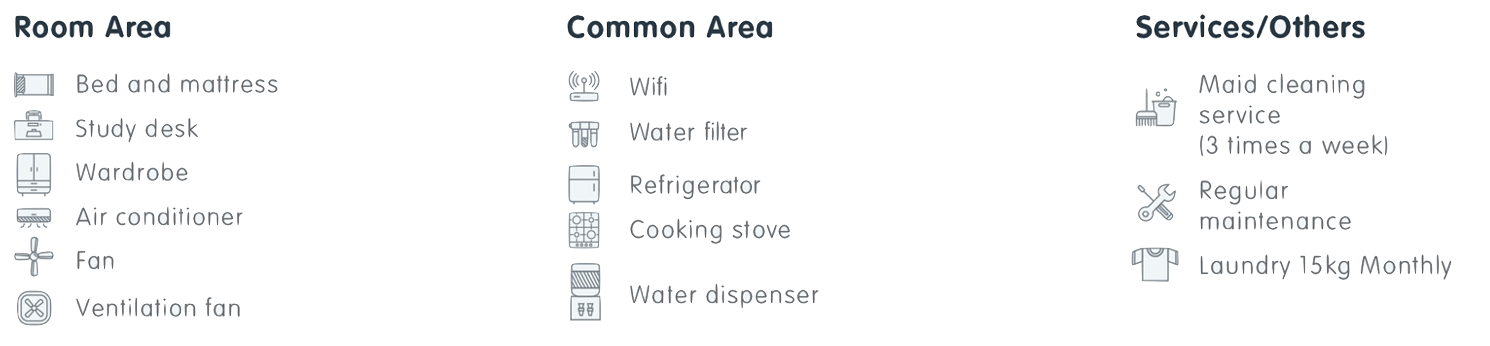 Room Area
Bed and mattress
Study desk
Wardrobe
Air conditioner
Fan
Ventilation fan
Common Area
Wifi
Water filter
Refrigerator
Cooking stove
Water dispenser
Services/Others
Maid cleaning
service
(3 times a week)
Regular
maintenance
Laundry 15kg Monthly